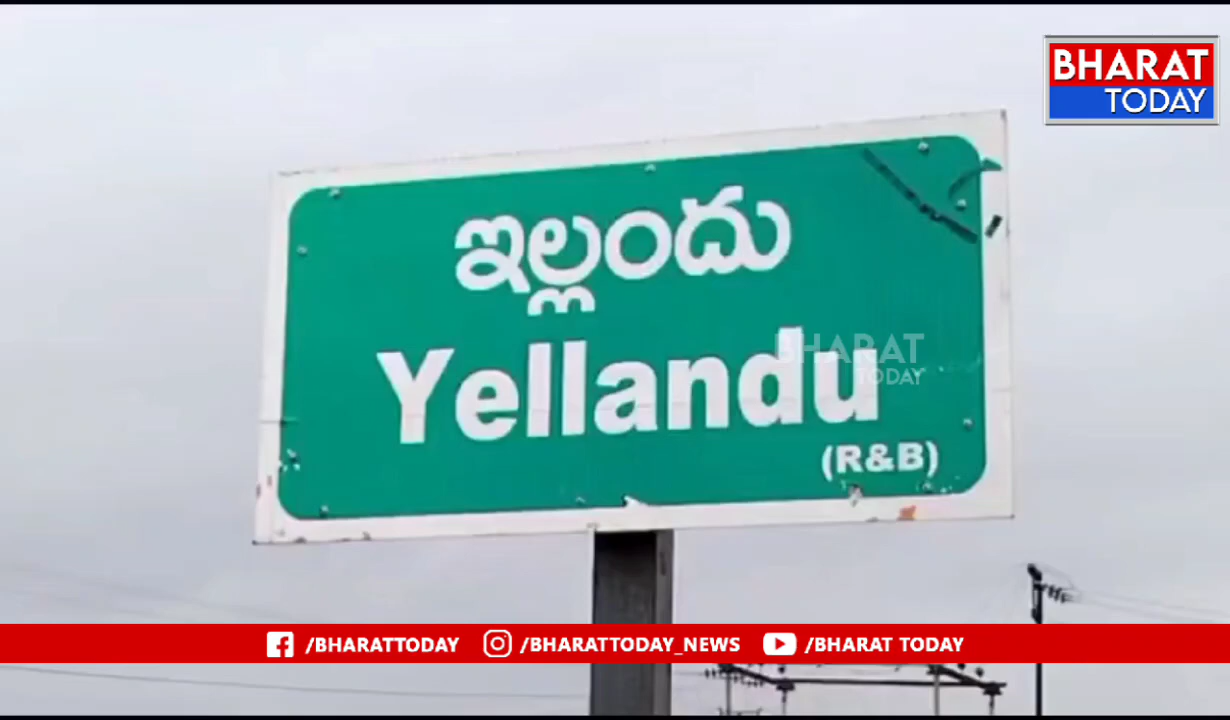 BHARAT
TODAY
ఇల్లందు
Yellandu
BHARAT
TODAY
(R&B)
/BHARATTODAY /BHARATTODAY_NEWS /BHARAT TODAY